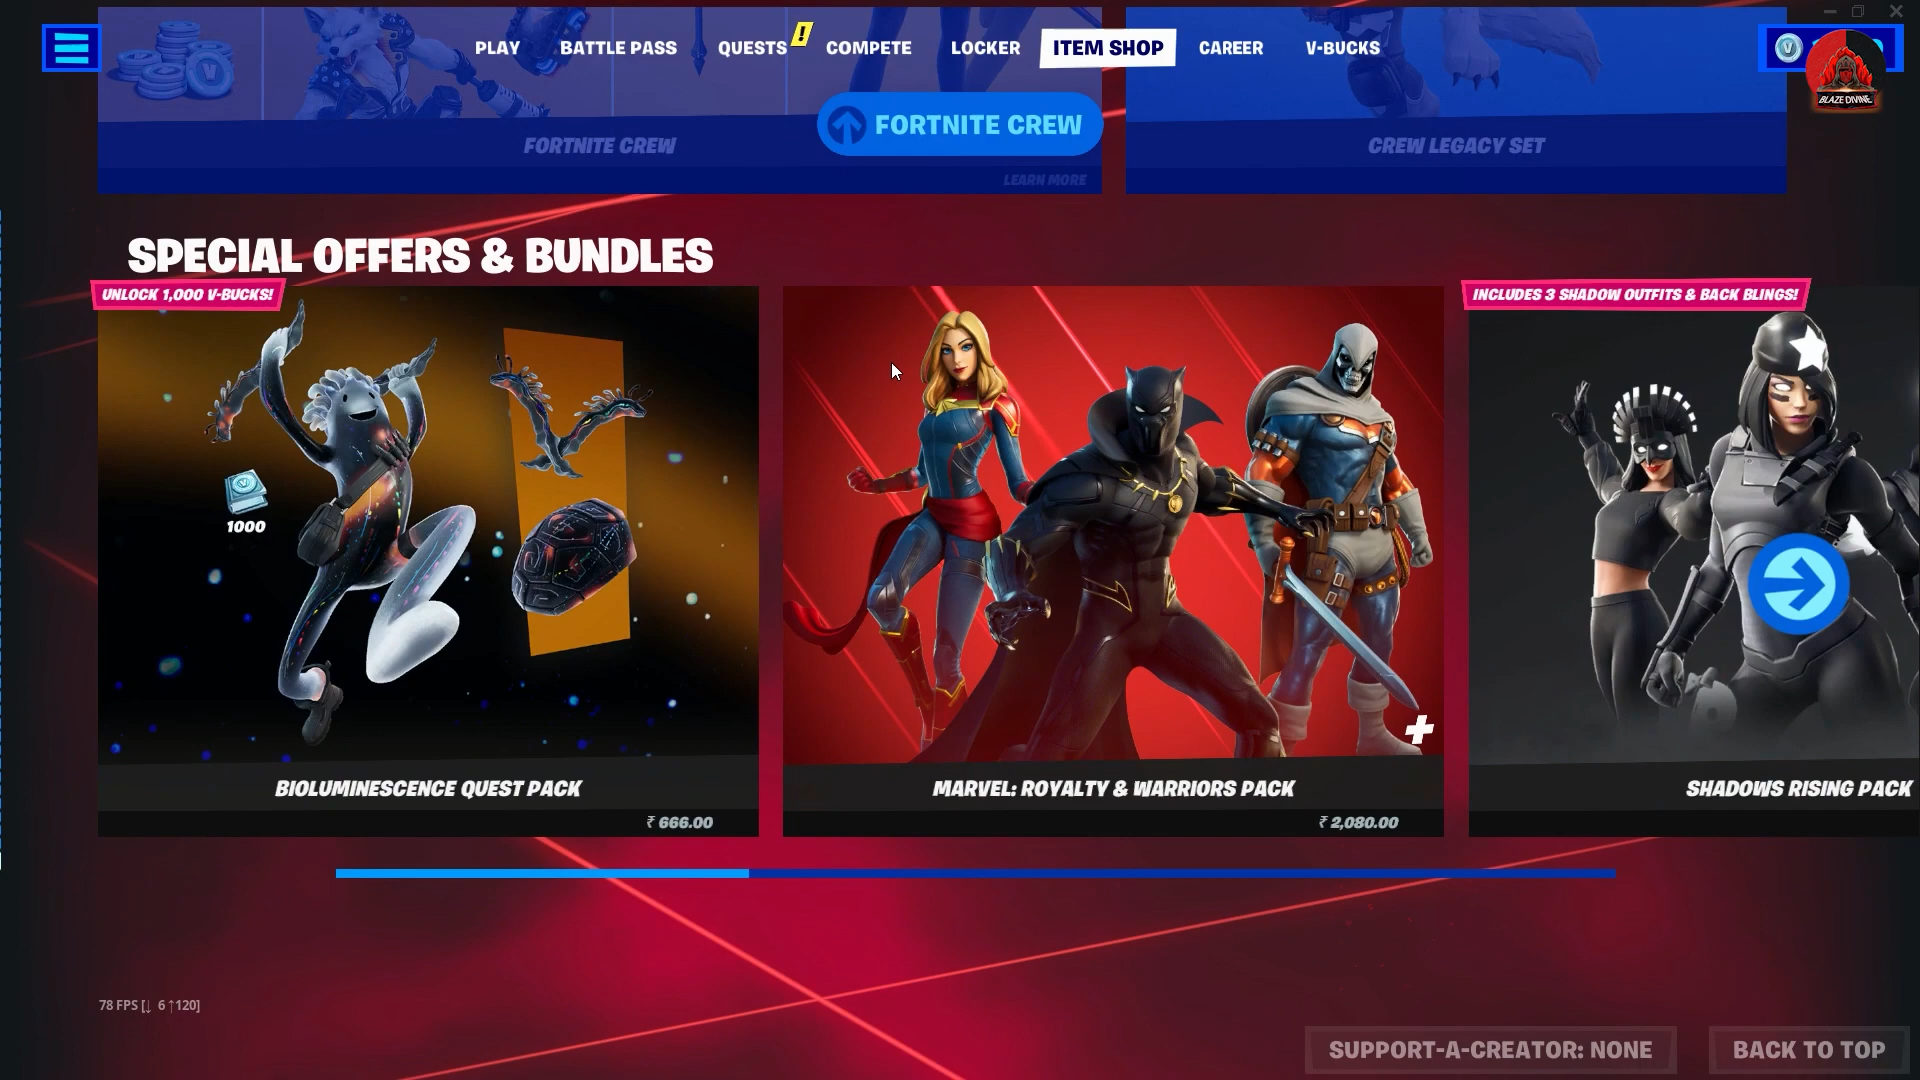 PLAY
BATTLE PASS
QUESTS
!
COMPETE
LOCKER
ITEM SHOP
CAREER
V-BUCKS
V
BLAZE DIVINE
FORTNITE CREW
FORTNITE CREW
LEARN MORE
CREW LEGACY SET
SPECIAL OFFERS & BUNDLES
UNLOCK 1,000 V-BUCKS!
INCLUDES 3 SHADOW OUTFITS & BACK BLINGS!
1000
BIOLUMINESCENCE QUEST PACK
₹ 666.00
MARVEL: ROYALTY & WARRIORS PACK
₹ 2,080.00
SHADOWS RISING PACK
78 FPS [↓ 6 ↑120]
SUPPORT-A-CREATOR: NONE
BACK TO TOP